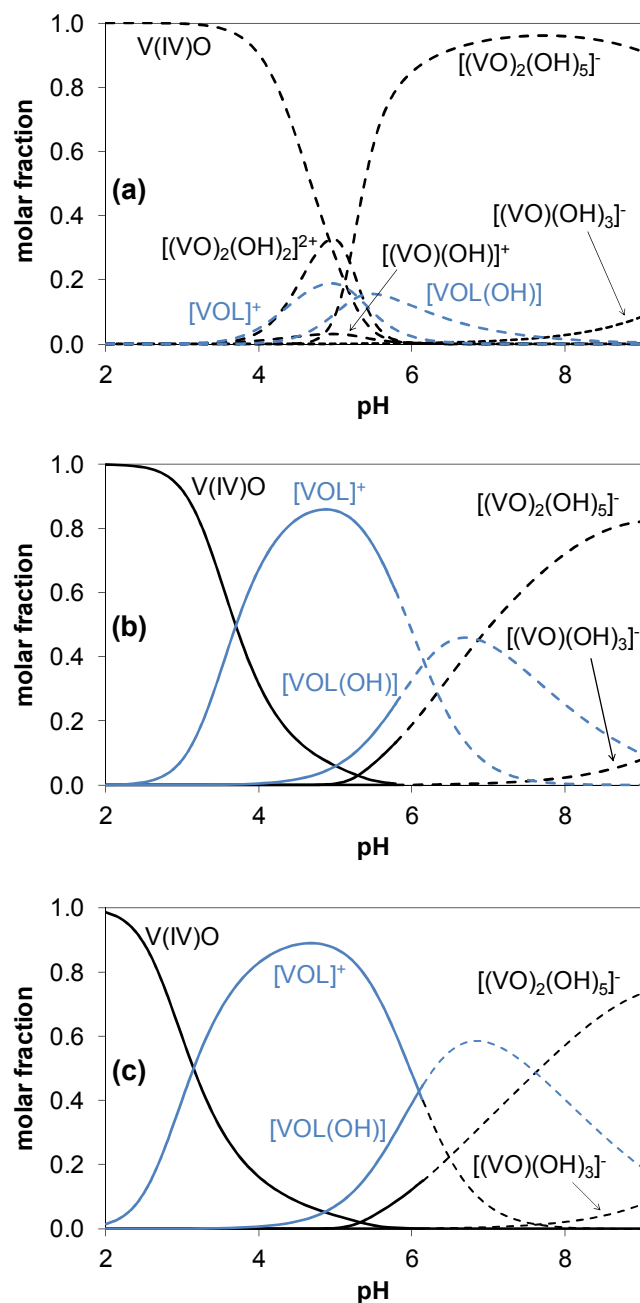 1.0
V(IV)O
[(VO)₂(OH)₅]⁻
0.8
0.6
molar fraction
(a)
0.4
[(VO)(OH)₃]⁻
[(VO)₂(OH)₂]²⁺
[(VO)(OH)]⁺
0.2
[VOL]⁺
[VOL(OH)]
0.0
2 4 6 8
pH
1.0
V(IV)O
[VOL]⁺
[(VO)₂(OH)₅]⁻
0.8
0.6
molar fraction
(b)
[(VO)(OH)₃]⁻
0.4
[VOL(OH)]
0.2
0.0
2 4 6 8
pH
1.0
V(IV)O
[VOL]⁺
0.8
[(VO)₂(OH)₅]⁻
0.6
molar fraction
(c)
0.4
[VOL(OH)]
[(VO)(OH)₃]⁻
0.2
0.0
2 4 6 8
pH